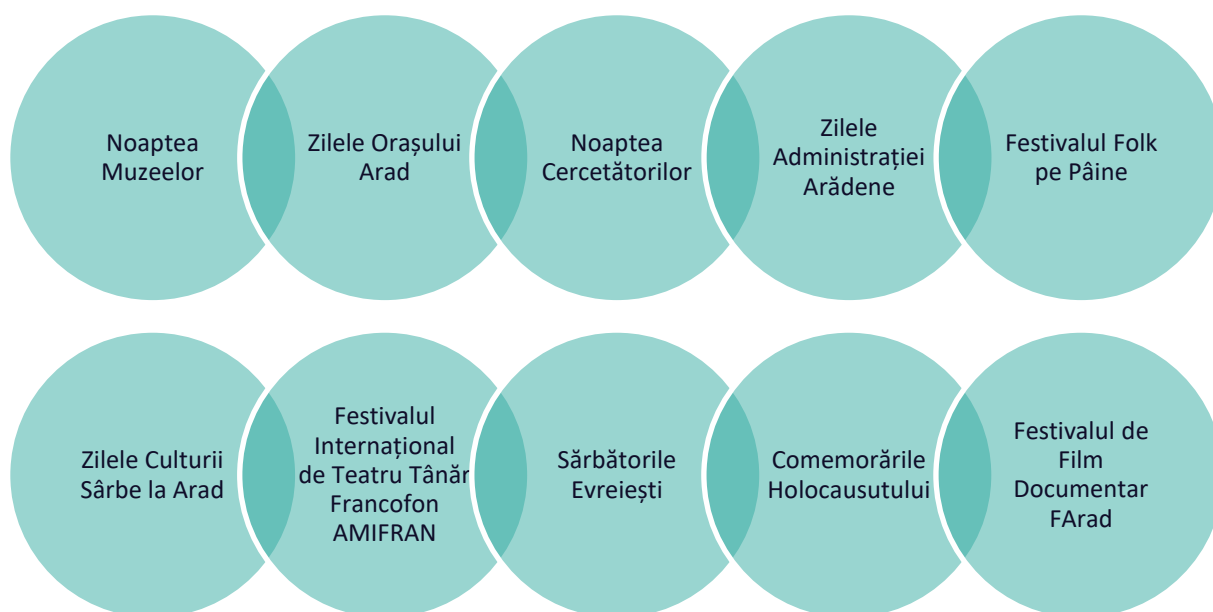 Noaptea
Muzeelor
Zilele Orașului
Arad
Noaptea
Cercetătorilor
Zilele
Administrației
Arădene
Festivalul Folk
pe Pâine
Zilele Culturii
Sârbe la Arad
Festivalul
Internațional
de Teatru Tânăr
Francofon
AMIFRAN
Sărbătorile
Evreiești
Comemorările
Holocausutului
Festivalul de
Film
Documentar
FArad